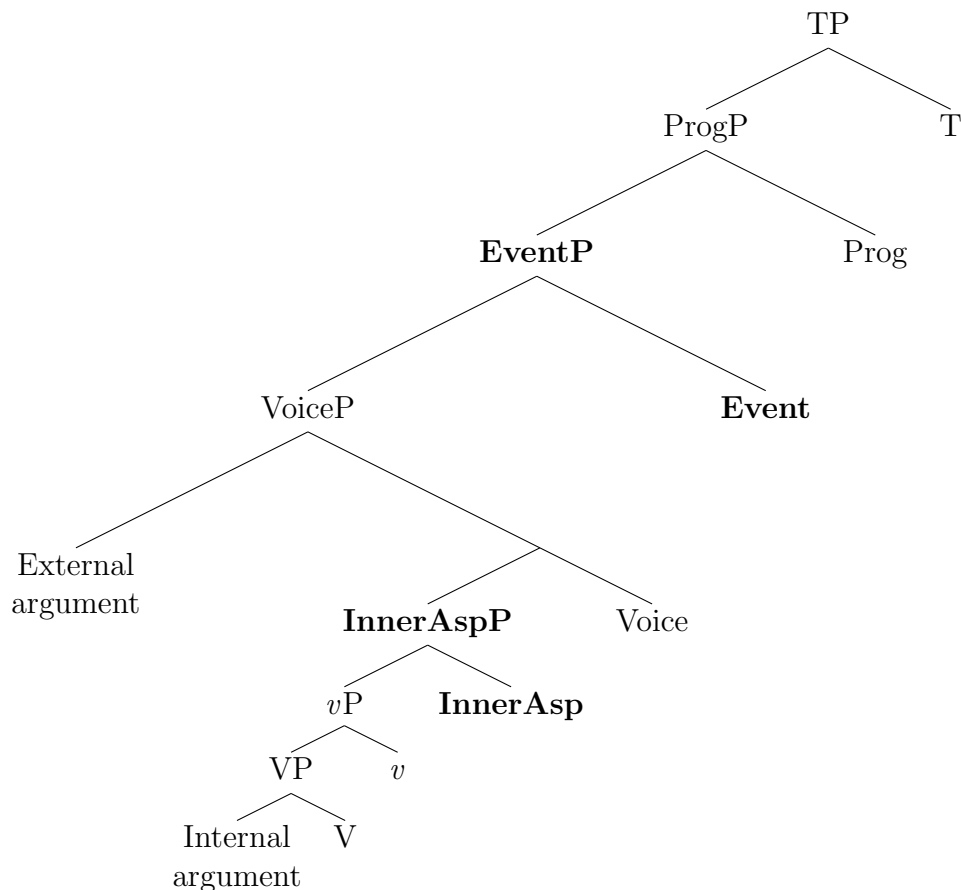 TP
ProgP T
EventP Prog
VoiceP Event
External
argument
InnerAspP Voice
vP InnerAsp
VP v
Internal V
argument